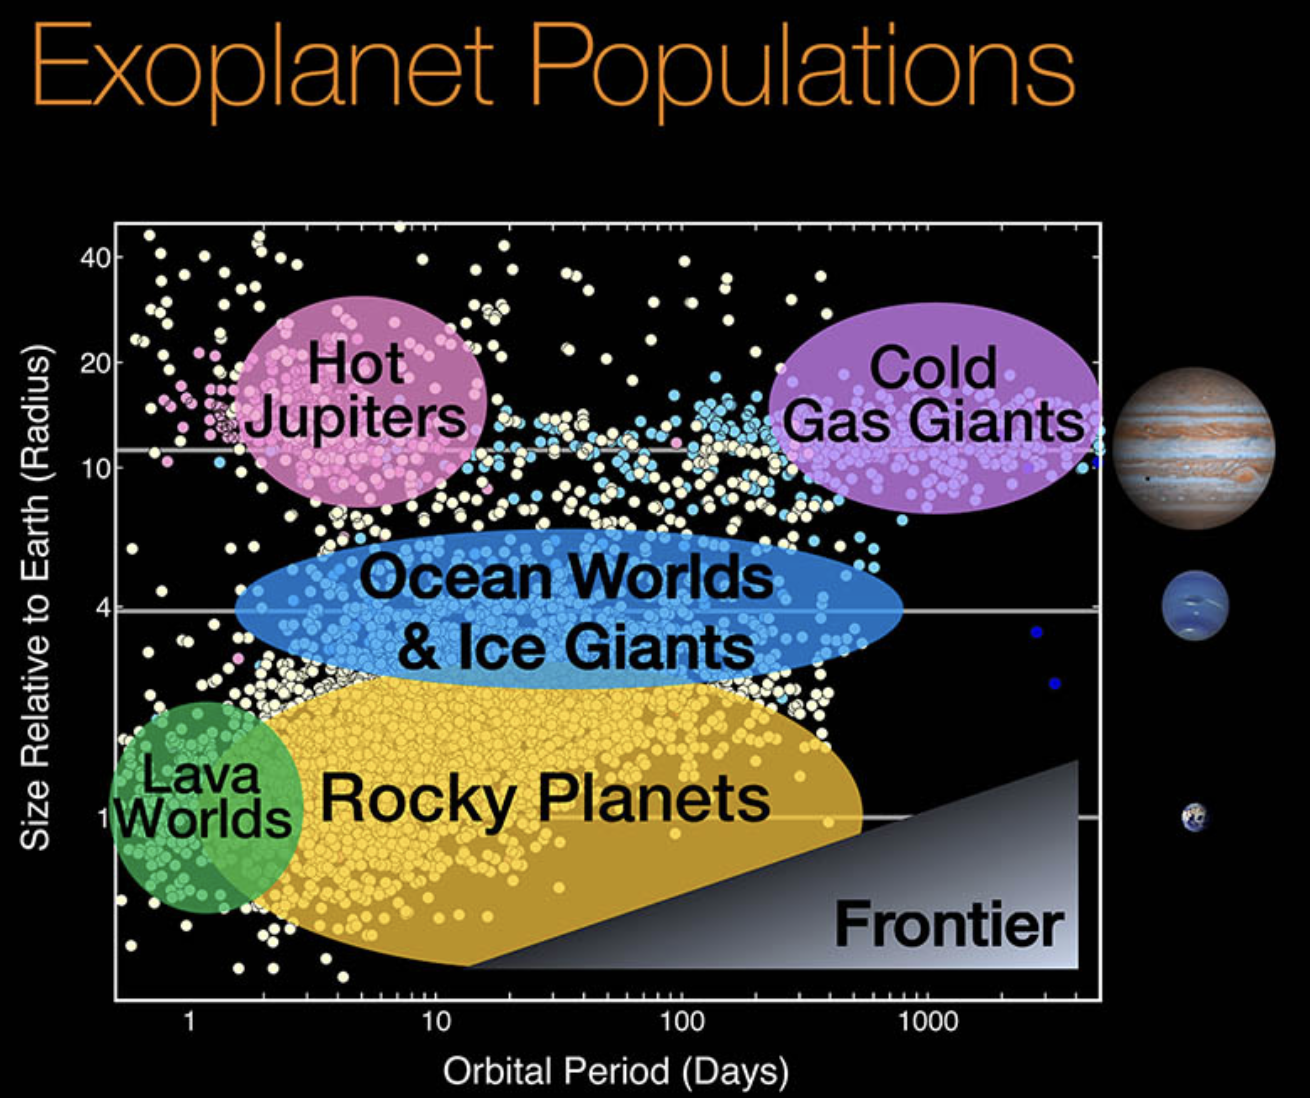 Exoplanet Populations
Size Relative to Earth (Radius)
40
20
10
4
1
Hot
Jupiters
Cold
Gas Giants
Ocean Worlds
& Ice Giants
Lava
Worlds
Rocky Planets
Frontier
1
10
100
1000
Orbital Period (Days)